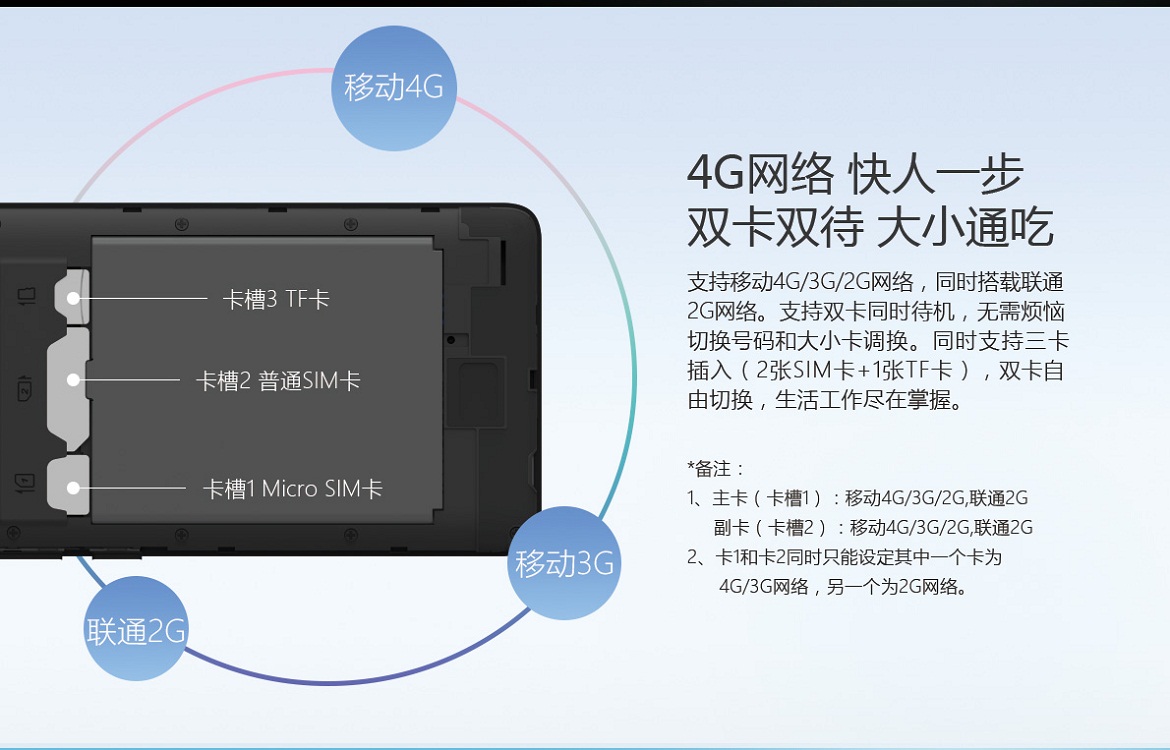 移动4G
4G网络 快人一步
双卡双待 大小通吃
支持移动4G/3G/2G网络，同时搭载联通
2G网络。支持双卡同时待机，无需烦恼
切换号码和大小卡调换。同时支持三卡
插入（2张SIM卡+1张TF卡），双卡自
由切换，生活工作尽在掌握。
卡槽3 TF卡
卡槽2 普通SIM卡
卡槽1 Micro SIM卡
*备注：
1、主卡（卡槽1）：移动4G/3G/2G,联通2G
副卡（卡槽2）：移动4G/3G/2G,联通2G
2、卡1和卡2同时只能设定其中一个卡为
4G/3G网络，另一个为2G网络。
移动3G
联通2G